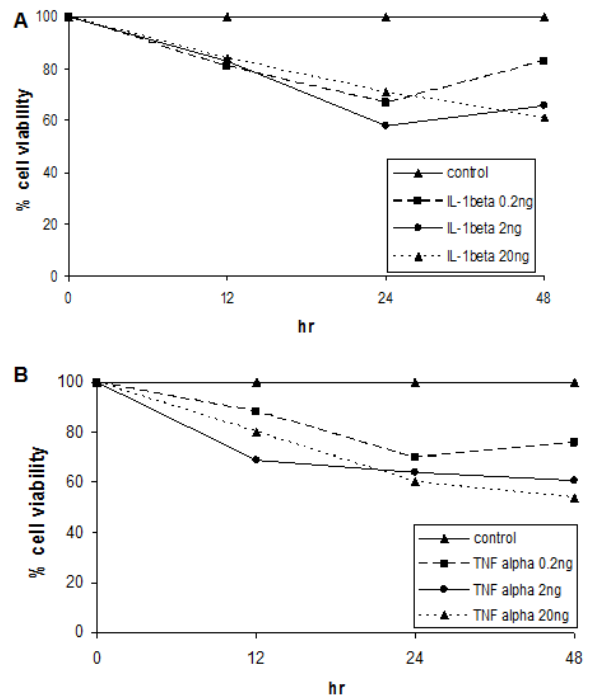 A
100
80
60
40
20
0
% cell viability
control
IL-1beta 0.2ng
IL-1beta 2ng
IL-1beta 20ng
0 12 24 48
hr
B
100
80
60
40
20
0
% cell viability
control
TNF alpha 0.2ng
TNF alpha 2ng
TNF alpha 20ng
0 12 24 48
hr